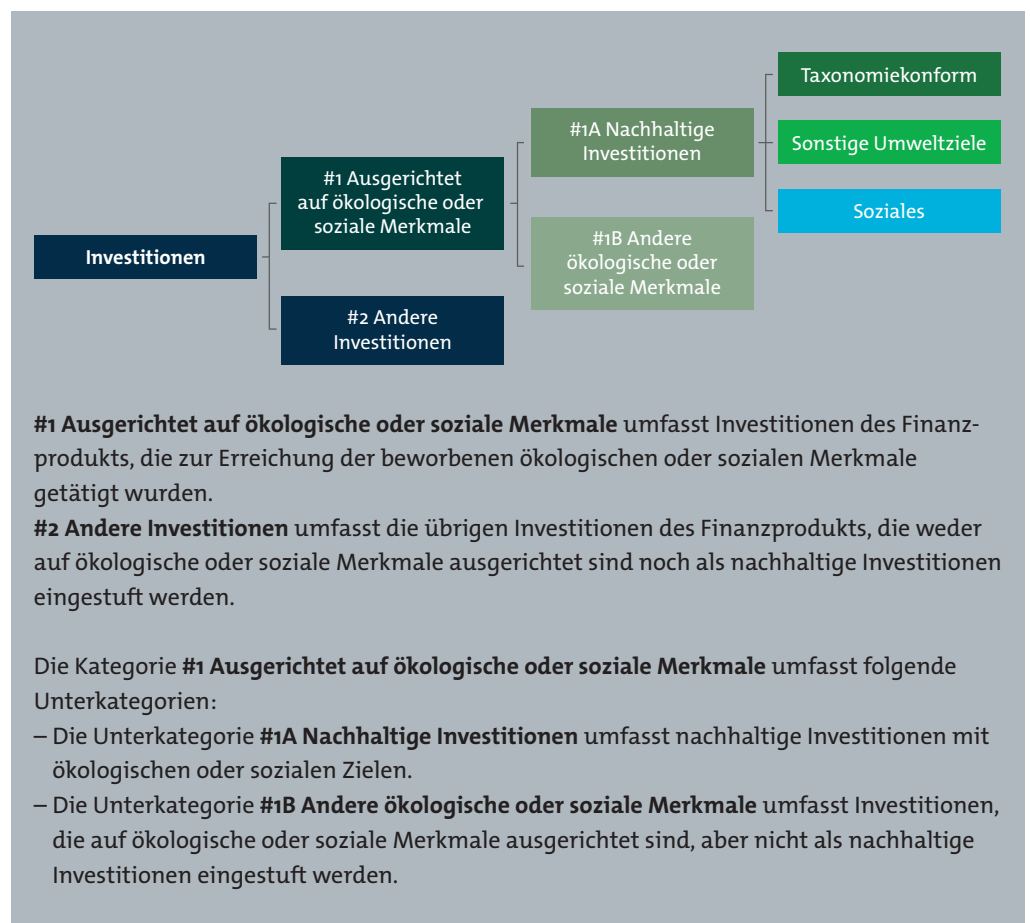 Taxonomiekonform
#1A Nachhaltige
Investitionen
Sonstige Umweltziele
#1 Ausgerichtet
auf ökologische oder
soziale Merkmale
Soziales
Investitionen
#1B Andere
ökologische oder
soziale Merkmale
#2 Andere
Investitionen
#1 Ausgerichtet auf ökologische oder soziale Merkmale umfasst Investitionen des Finanz-
produkts, die zur Erreichung der beworbenen ökologischen oder sozialen Merkmale
getätigt wurden.
#2 Andere Investitionen umfasst die übrigen Investitionen des Finanzprodukts, die weder
auf ökologische oder soziale Merkmale ausgerichtet sind noch als nachhaltige Investitionen
eingestuft werden.
Die Kategorie #1 Ausgerichtet auf ökologische oder soziale Merkmale umfasst folgende
Unterkategorien:
– Die Unterkategorie #1A Nachhaltige Investitionen umfasst nachhaltige Investitionen mit
ökologischen oder sozialen Zielen.
– Die Unterkategorie #1B Andere ökologische oder soziale Merkmale umfasst Investitionen,
die auf ökologische oder soziale Merkmale ausgerichtet sind, aber nicht als nachhaltige
Investitionen eingestuft werden.